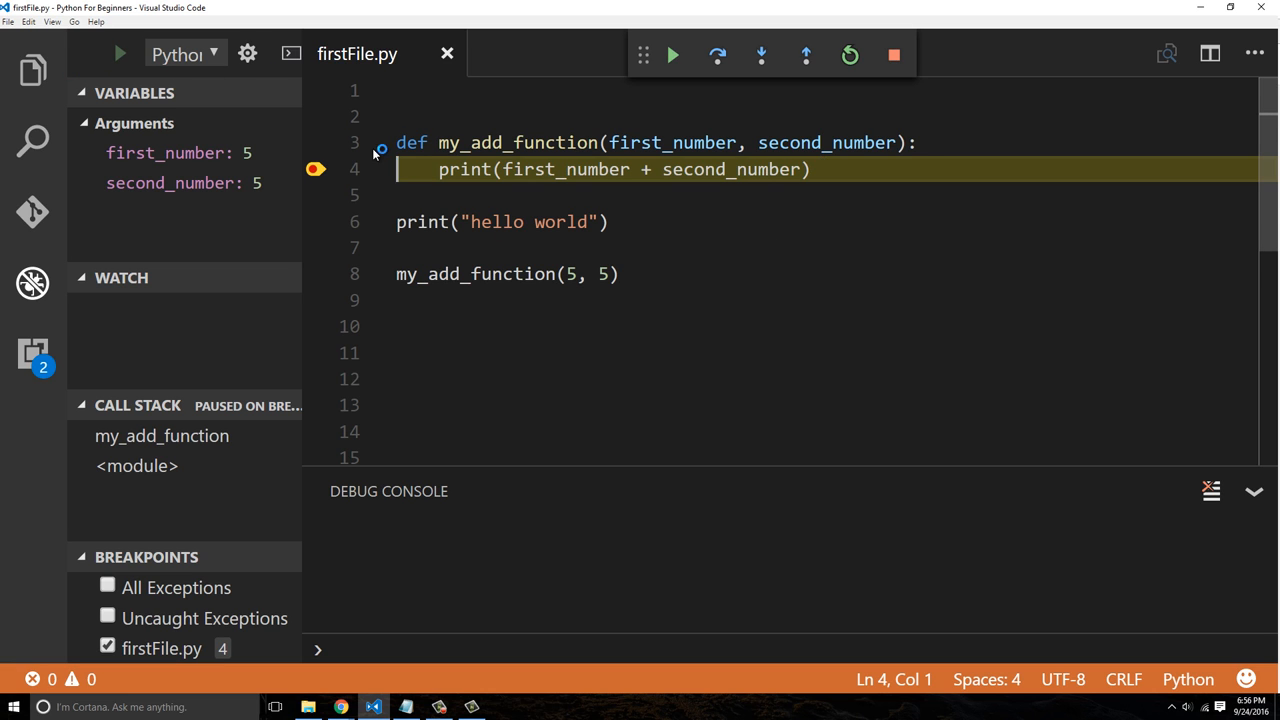 firstFile.py - Python For Beginners - Visual Studio Code
File Edit View Go Help
Pythor
firstFile.py
VARIABLES
Arguments
first_number: 5
second_number: 5
WATCH
CALL STACK PAUSED ON BRE...
my_add_function
<module>
BREAKPOINTS
All Exceptions
Uncaught Exceptions
firstFile.py 4
2
1
2
3 def my_add_function(first_number, second_number):
4 print(first_number + second_number)
5
6 print("hello world")
7
8 my_add_function(5, 5)
9
10
11
12
13
14
15
DEBUG CONSOLE
0 0
Ln 4, Col 1 Spaces: 4 UTF-8 CRLF Python
I'm Cortana. Ask me anything.
6:56 PM
9/24/2016